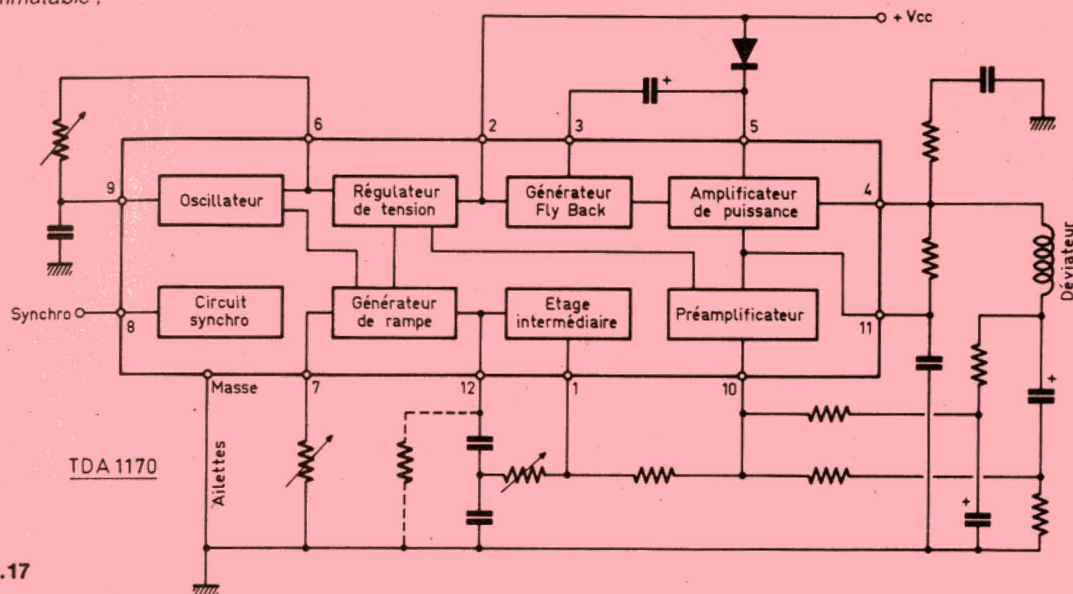 + Vcc
6
2
3
+
5
9
Oscillateur
Régulateur
de tension
Générateur
Fly Back
Amplificateur
de puissance
4
Déviateur
Synchro
8
Circuit
synchro
Générateur
de rampe
Etage
intermédiaire
Préamplificateur
11
Masse
7
12
1
10
+
TDA 1170
Ailettes
+
.17